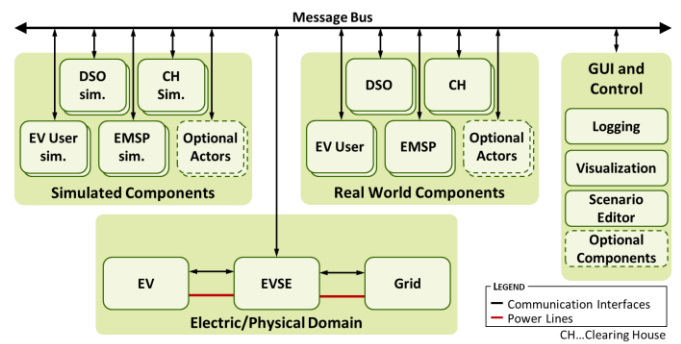 Message Bus
DSO
sim.
CH
Sim.
EV User
sim.
EMSP
sim.
Optional
Actors
Simulated Components
DSO
CH
EV User
EMSP
Optional
Actors
Real World Components
GUI and
Control
Logging
Visualization
Scenario
Editor
Optional
Components
EV
EVSE
Grid
Electric/Physical Domain
LEGEND
Communication Interfaces
Power Lines
CH...Clearing House